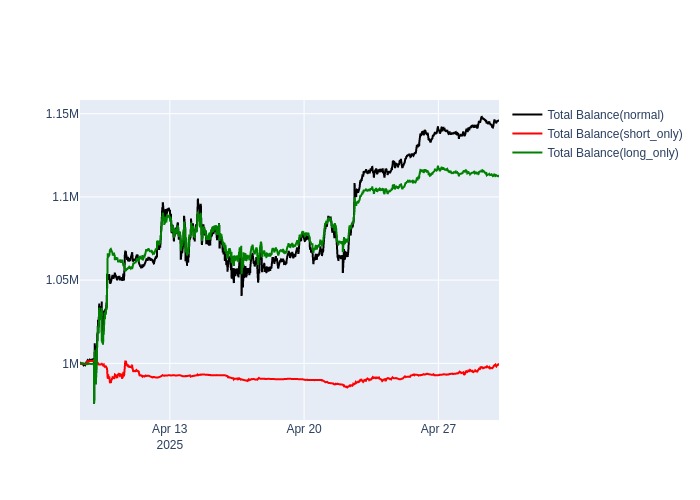 1.15M
1.1M
1.05M
1M
Apr 13
2025
Apr 20
Apr 27
Total Balance(normal)
Total Balance(short_only)
Total Balance(long_only)